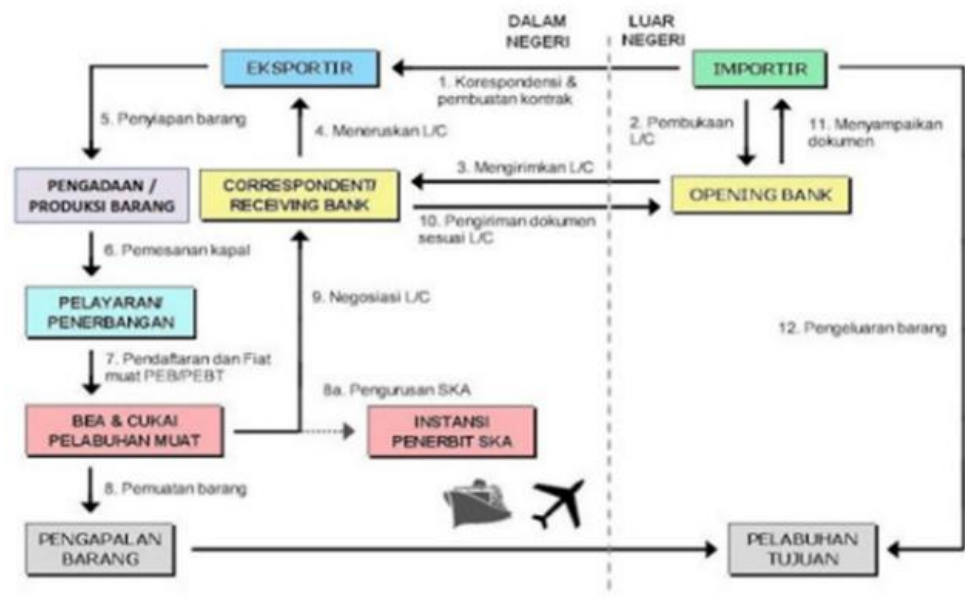 DALAM
NEGERI
LUAR
NEGERI
EKSPORTIR
IMPORTIR
1. Korespondensi &
pembuatan kontrak
5. Penyiapan barang
4. Meneruskan L/C
2. Pembukaan
L/C
11. Menyampaikan
dokumen
3. Mengirimkan L/C
PENGADAAN /
PRODUKSI BARANG
CORRESPONDENT/
RECEIVING BANK
OPENING BANK
10. Pengiriman dokumen
sesuai L/C
6. Pemesanan kapal
9. Negosiasi L/C
PELAYARAN/
PENERBANGAN
12. Pengeluaran barang
7. Pendaftaran dan Fiat
muat PEB/PEBT
8a. Pengurusan SKA
BEA & CUKAI
PELABUHAN MUAT
INSTANSI
PENERBIT SKA
8. Pemuatan barang
PENGAPALAN
BARANG
PELABUHAN
TUJUAN